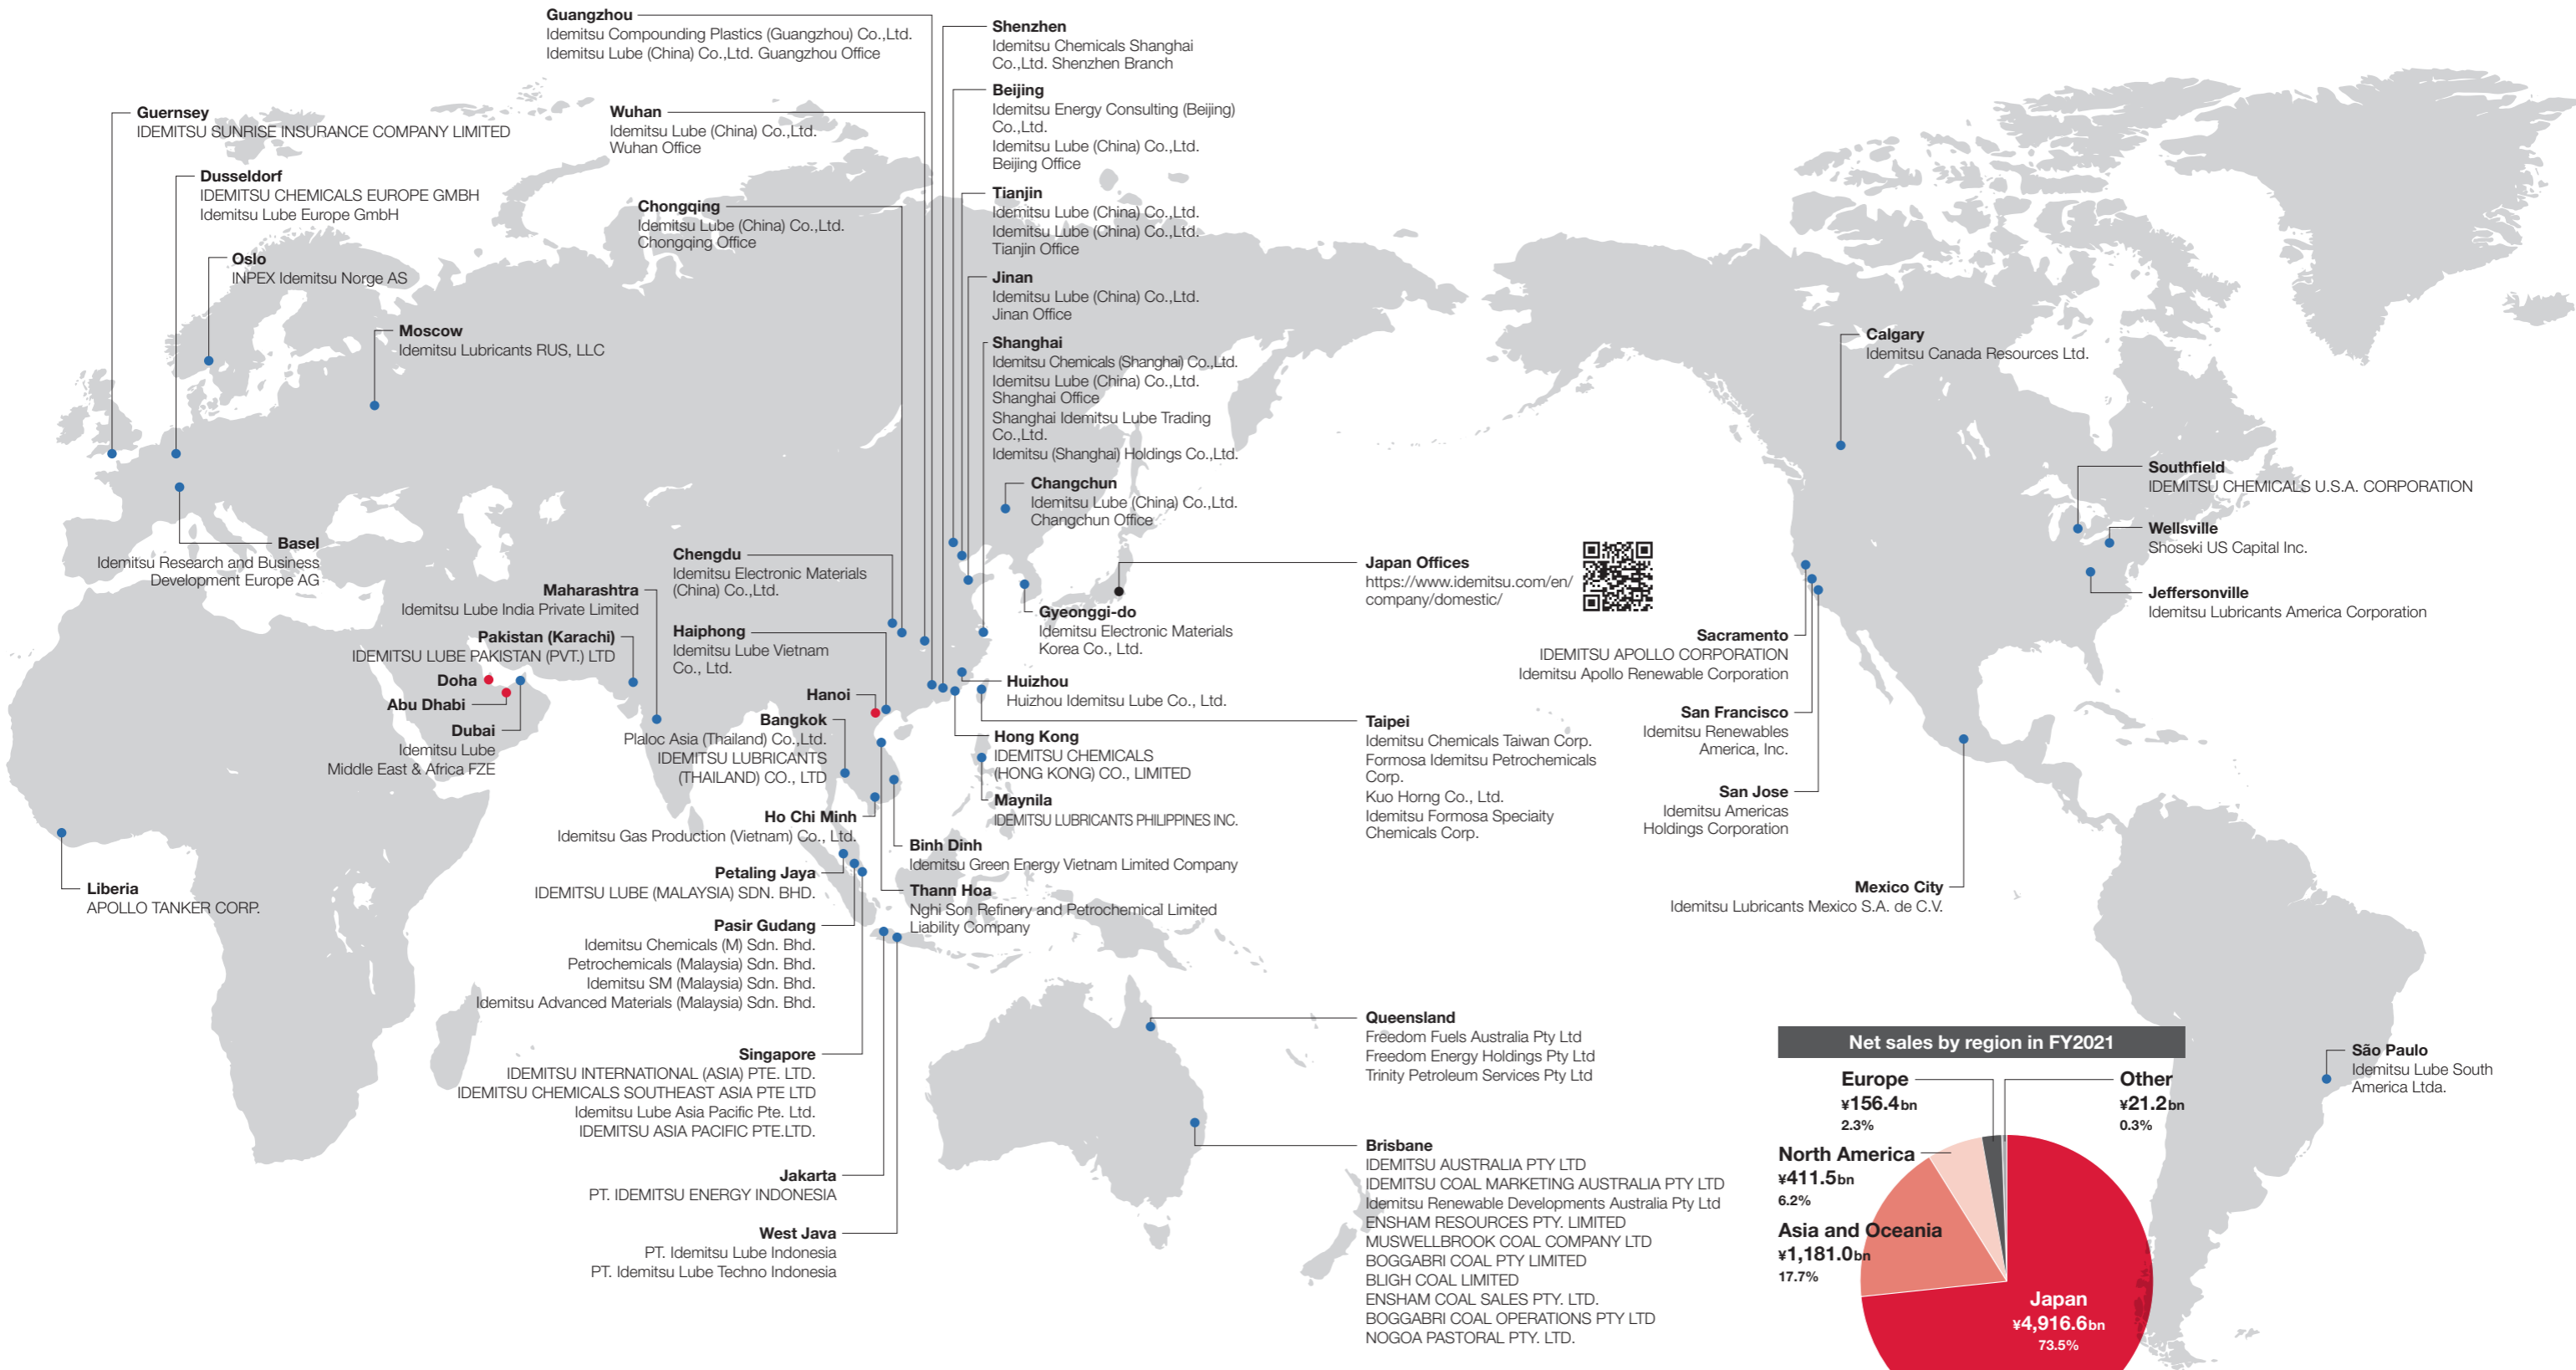 Guangzhou
Idemitsu Compounding Plastics (Guangzhou) Co.,Ltd.
Idemitsu Lube (China) Co.,Ltd. Guangzhou Office
Shenzhen
Idemitsu Chemicals Shanghai
Co.,Ltd. Shenzhen Branch
Guernsey
IDEMITSU SUNRISE INSURANCE COMPANY LIMITED
Wuhan
Idemitsu Lube (China) Co.,Ltd.
Wuhan Office
Beijing
Idemitsu Energy Consulting (Beijing)
Co.,Ltd.
Idemitsu Lube (China) Co.,Ltd.
Beijing Office
Dusseldorf
IDEMITSU CHEMICALS EUROPE GMBH
Idemitsu Lube Europe GmbH
Chongqing
Idemitsu Lube (China) Co.,Ltd.
Chongqing Office
Tianjin
Idemitsu Lube (China) Co.,Ltd.
Idemitsu Lube (China) Co.,Ltd.
Tianjin Office
Oslo
INPEX Idemitsu Norge AS
Jinan
Idemitsu Lube (China) Co.,Ltd.
Jinan Office
Moscow
Idemitsu Lubricants RUS, LLC
Shanghai
Idemitsu Chemicals (Shanghai) Co.,Ltd.
Idemitsu Lube (China) Co.,Ltd.
Shanghai Office
Shanghai Idemitsu Lube Trading
Co.,Ltd.
Idemitsu (Shanghai) Holdings Co.,Ltd.
Changchun
Idemitsu Lube (China) Co.,Ltd.
Changchun Office
Calgary
Idemitsu Canada Resources Ltd.
Southfield
IDEMITSU CHEMICALS U.S.A. CORPORATION
Wellsville
Shoseki US Capital Inc.
Jeffersonville
Idemitsu Lubricants America Corporation
Basel
Idemitsu Research and Business
Development Europe AG
Chengdu
Idemitsu Electronic Materials
(China) Co.,Ltd.
Japan Offices
https://www.idemitsu.com/en/
company/domestic/
Maharashtra
Idemitsu Lube India Private Limited
Gyeonggi-do
Idemitsu Electronic Materials
Korea Co., Ltd.
Pakistan (Karachi)
IDEMITSU LUBE PAKISTAN (PVT.) LTD
Haiphong
Idemitsu Lube Vietnam
Co., Ltd.
Sacramento
IDEMITSU APOLLO CORPORATION
Idemitsu Apollo Renewable Corporation
Doha
Abu Dhabi
Dubai
Idemitsu Lube
Middle East & Africa FZE
Hanoi
Huizhou
Huizhou Idemitsu Lube Co., Ltd.
Bangkok
Plaloc Asia (Thailand) Co.,Ltd.
IDEMITSU LUBRICANTS
(THAILAND) CO., LTD
Hong Kong
IDEMITSU CHEMICALS
(HONG KONG) CO., LIMITED
Taipei
Idemitsu Chemicals Taiwan Corp.
Formosa Idemitsu Petrochemicals
Corp.
Kuo Horng Co., Ltd.
Idemitsu Formosa Speciaity
Chemicals Corp.
San Francisco
Idemitsu Renewables
America, Inc.
San Jose
Idemitsu Americas
Holdings Corporation
Maynila
IDEMITSU LUBRICANTS PHILIPPINES INC.
Ho Chi Minh
Idemitsu Gas Production (Vietnam) Co., Ltd.
Binh Dinh
Idemitsu Green Energy Vietnam Limited Company
Petaling Jaya
IDEMITSU LUBE (MALAYSIA) SDN. BHD.
Thann Hoa
Nghi Son Refinery and Petrochemical Limited
Liability Company
Liberia
APOLLO TANKER CORP.
Mexico City
Idemitsu Lubricants Mexico S.A. de C.V.
Pasir Gudang
Idemitsu Chemicals (M) Sdn. Bhd.
Petrochemicals (Malaysia) Sdn. Bhd.
Idemitsu SM (Malaysia) Sdn. Bhd.
Idemitsu Advanced Materials (Malaysia) Sdn. Bhd.
Singapore
IDEMITSU INTERNATIONAL (ASIA) PTE. LTD.
IDEMITSU CHEMICALS SOUTHEAST ASIA PTE LTD
Idemitsu Lube Asia Pacific Pte. Ltd.
IDEMITSU ASIA PACIFIC PTE.LTD.
Queensland
Freedom Fuels Australia Pty Ltd
Freedom Energy Holdings Pty Ltd
Trinity Petroleum Services Pty Ltd
Jakarta
PT. IDEMITSU ENERGY INDONESIA
West Java
PT. Idemitsu Lube Indonesia
PT. Idemitsu Lube Techno Indonesia
Brisbane
IDEMITSU AUSTRALIA PTY LTD
IDEMITSU COAL MARKETING AUSTRALIA PTY LTD
Idemitsu Renewable Developments Australia Pty Ltd
ENSHAM RESOURCES PTY. LIMITED
MUSWELLBROOK COAL COMPANY LTD
BOGGABRI COAL PTY LIMITED
BLIGH COAL LIMITED
ENSHAM COAL SALES PTY. LTD.
BOGGABRI COAL OPERATIONS PTY LTD
NOGOA PASTORAL PTY. LTD.
São Paulo
Idemitsu Lube South
America Ltda.
Net sales by region in FY2021
Europe
¥156.4bn
2.3%
Other
¥21.2bn
0.3%
North America
¥411.5bn
6.2%
Asia and Oceania
¥1,181.0bn
17.7%
Japan
¥4,916.6bn
73.5%